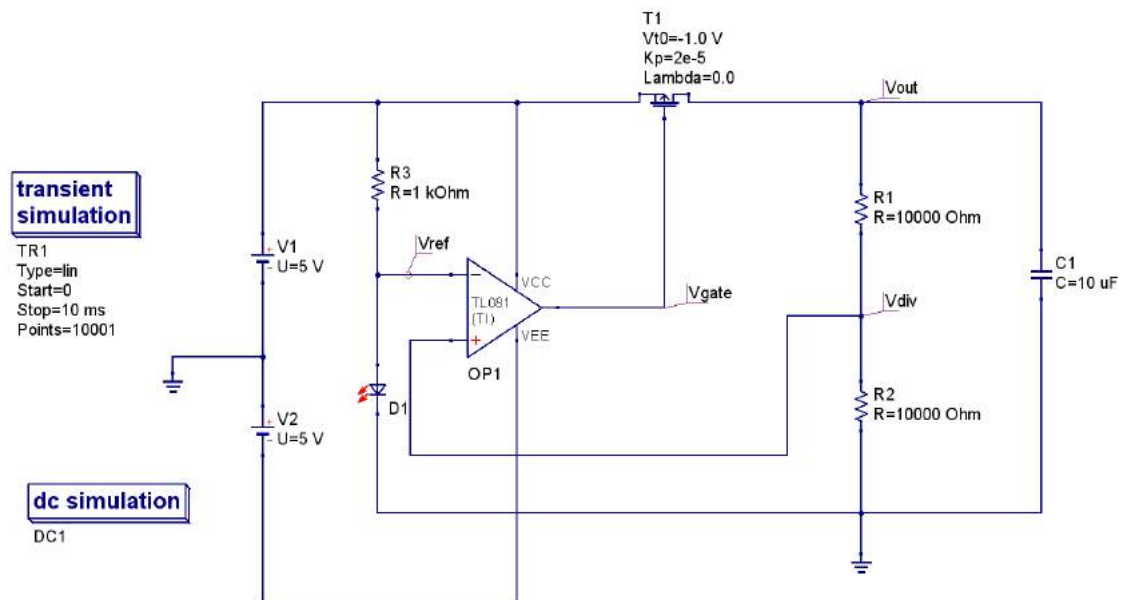 T1
Vt0=-1.0 V
Kp=2e-5
Lambda=0.0
Vout
transient
simulation
TR1
Type=lin
Start=0
Stop=10 ms
Points=10001
R3
R=1 kOhm
R1
R=10000 Ohm
V1
U=5 V
Vref
VCC
TL081
(TI)
VEE
OP1
Vgate
Vdiv
C1
C=10 uF
V2
U=5 V
D1
R2
R=10000 Ohm
dc simulation
DC1